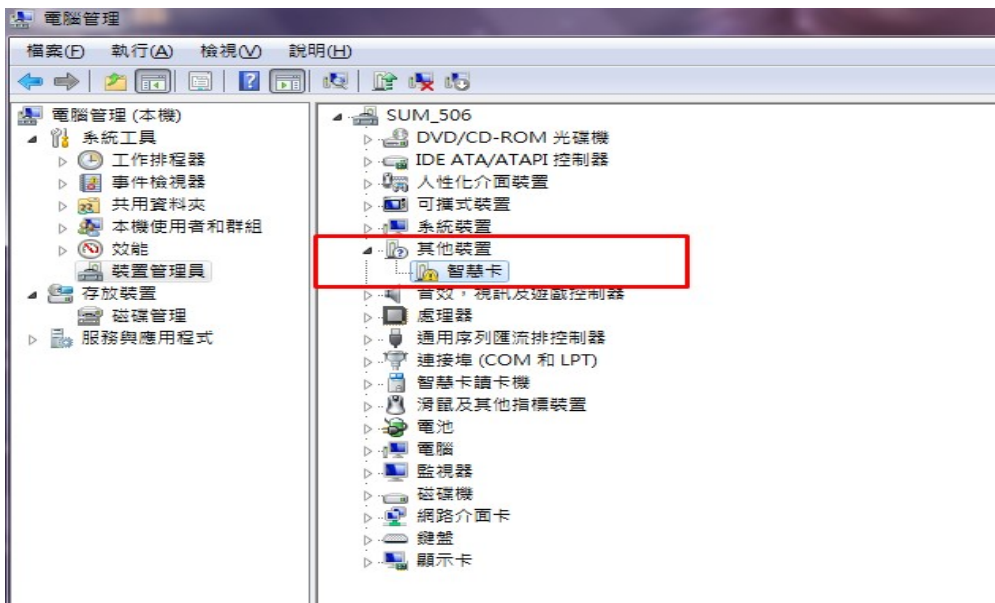 電腦管理
檔案(F) 執行(A) 檢視(V) 說明(H)
電腦管理 (本機)
系統工具
工作排程器
事件檢視器
共用資料夾
本機使用者和群組
效能
裝置管理員
存放裝置
磁碟管理
服務與應用程式
SUM_506
DVD/CD-ROM 光碟機
IDE ATA/ATAPI 控制器
人性化介面裝置
可攜式裝置
系統裝置
其他裝置
智慧卡
音效，視訊及遊戲控制器
處理器
通用序列匯流排控制器
連接埠 (COM 和 LPT)
智慧卡讀卡機
滑鼠及其他指標裝置
電池
電腦
監視器
磁碟機
網路介面卡
鍵盤
顯示卡